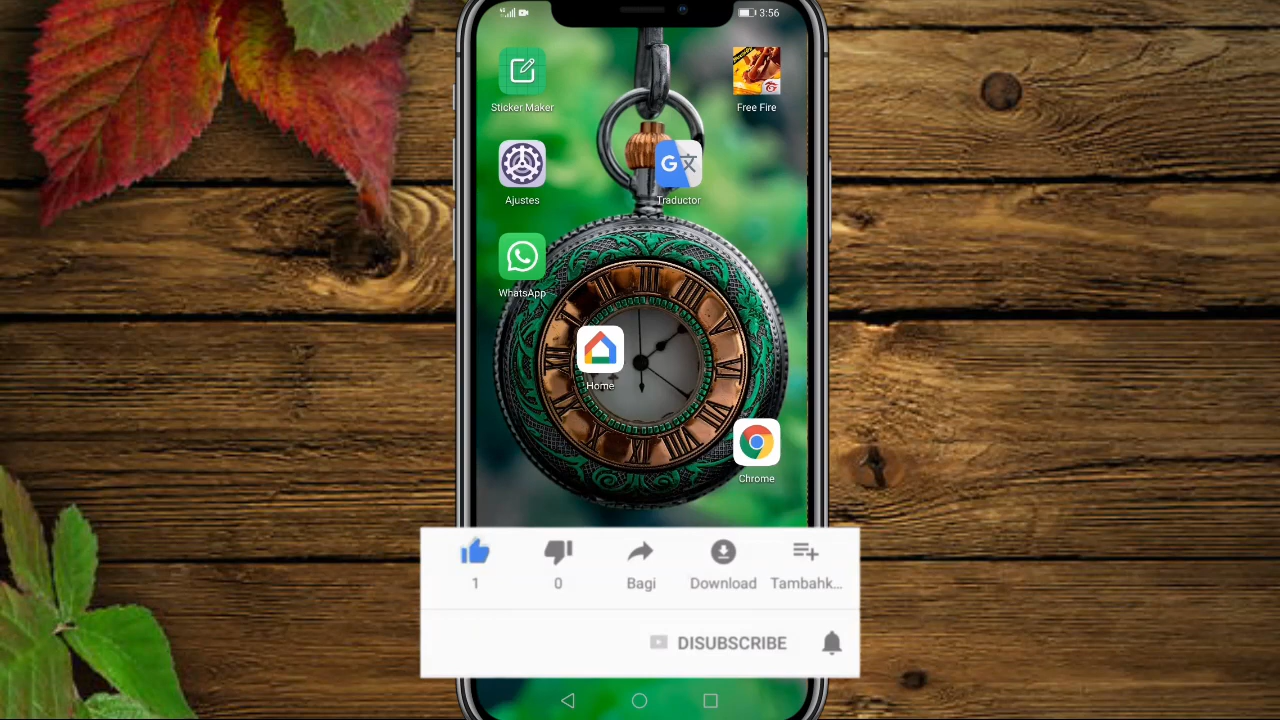 3:56
Sticker Maker
Free Fire
Ajustes
Traductor
WhatsApp
Home
Chrome
1
0
Bagi
Download
Tambahk...
DISUBSCRIBE